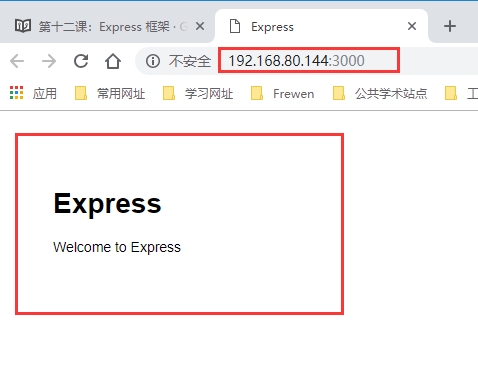 第十二课：Express 框架 · G
Express
不安全
192.168.80.144:3000
应用
常用网址
学习网址
Frewen
公共学术站点
Express
Welcome to Express